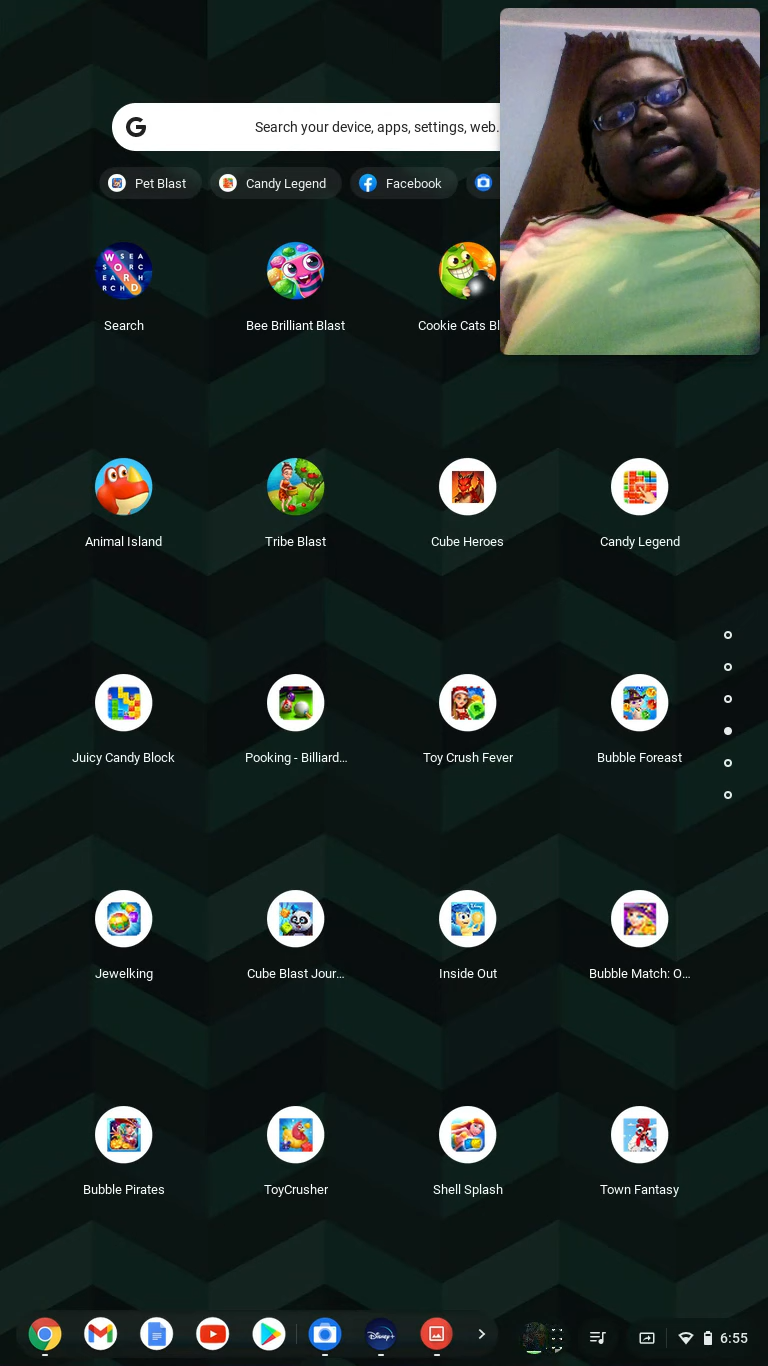 Search your device, apps, settings, web.
Pet Blast
Candy Legend
Facebook
Search
Bee Brilliant Blast
Cookie Cats Bl
Animal Island
Tribe Blast
Cube Heroes
Candy Legend
Juicy Candy Block
Pooking - Billiard...
Toy Crush Fever
Bubble Foreast
Jewelking
Cube Blast Jour...
Inside Out
Bubble Match: O...
Bubble Pirates
ToyCrusher
Shell Splash
Town Fantasy
Disney+
6:55